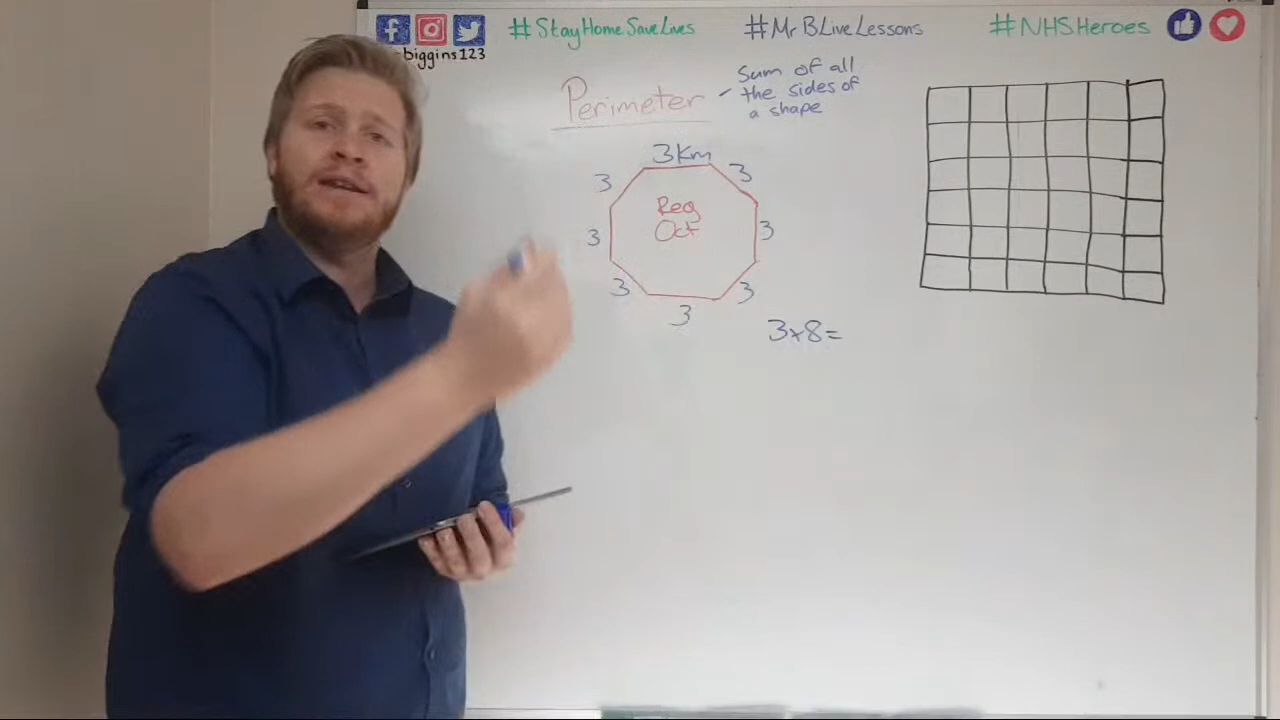 #StayHomeSaveLives
#MrBLiveLessons
#NHSHeroes
biggins123
Perimeter - Sum of all
the sides of
a shape
3Km
3
3
Reg
Oct
3
3
3
3
3
3x8=